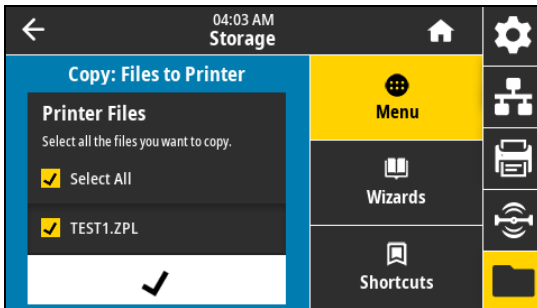 04:03 AM
Storage
Copy: Files to Printer
Printer Files
Select all the files you want to copy.
Select All
TEST1.ZPL
Menu
Wizards
Shortcuts